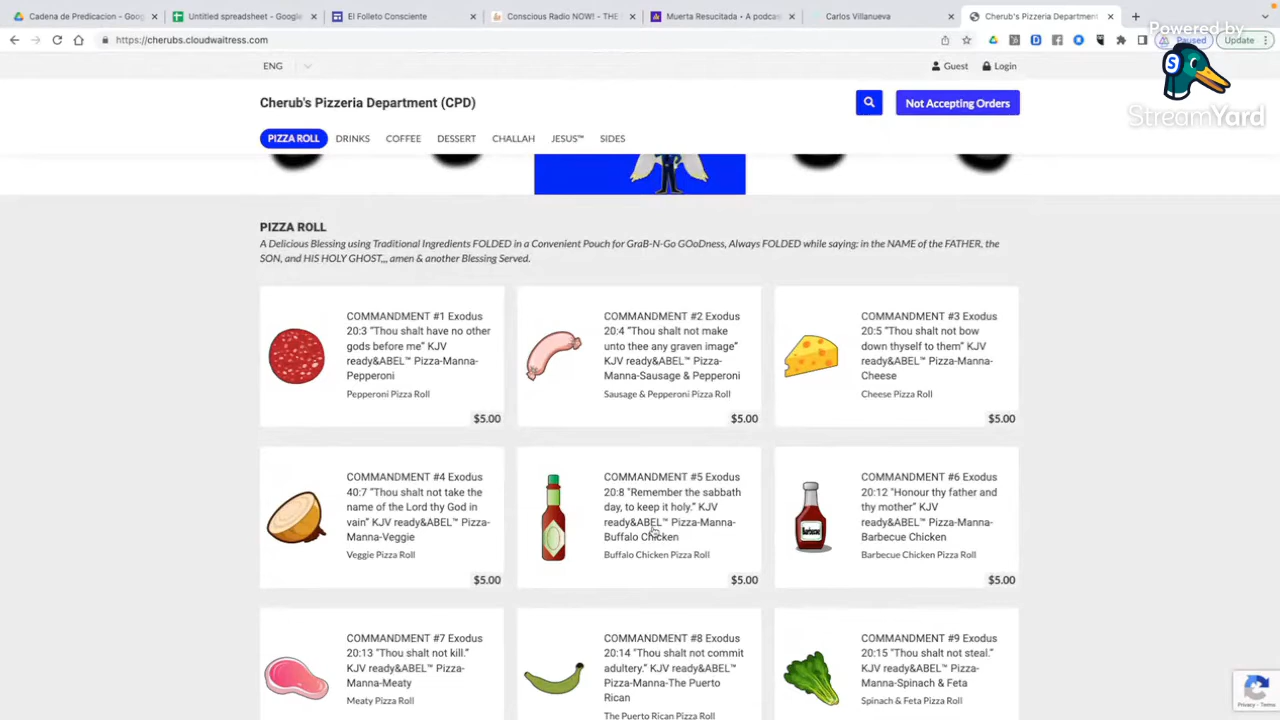 Cadena de Predicacion - Goog
Untitled spreadsheet - Google
El Folleto Consciente
Conscious Radio NOW! - THE
Muerta Resucitada • A podcas
Carlos Villanueva
Cherub's Pizzeria Department
https://cherubs.cloudwaitress.com
Paused
Update
Powered by
StreamYard
ENG
Guest
Login
Cherub's Pizzeria Department (CPD)
Not Accepting Orders
PIZZA ROLL
DRINKS
COFFEE
DESSERT
CHALLAH
JESUS™
SIDES
PIZZA ROLL
A Delicious Blessing using Traditional Ingredients FOLDED in a Convenient Pouch for GraB-N-Go GOoDness, Always FOLDED while saying: in the NAME of the FATHER, the
SON, and HIS HOLY GHOST,,, amen & another Blessing Served.
COMMANDMENT #1 Exodus
20:3 “Thou shalt have no other
gods before me” KJV
ready&ABEL™ Pizza-Manna-
Pepperoni
Pepperoni Pizza Roll
$5.00
COMMANDMENT #2 Exodus
20:4 “Thou shalt not make
unto thee any graven image”
KJV ready&ABEL™ Pizza-
Manna-Sausage & Pepperoni
Sausage & Pepperoni Pizza Roll
$5.00
COMMANDMENT #3 Exodus
20:5 “Thou shalt not bow
down thyself to them” KJV
ready&ABEL™ Pizza-Manna-
Cheese
Cheese Pizza Roll
$5.00
COMMANDMENT #4 Exodus
40:7 “Thou shalt not take the
name of the Lord thy God in
vain” KJV ready&ABEL™ Pizza-
Manna-Veggie
Veggie Pizza Roll
$5.00
COMMANDMENT #5 Exodus
20:8 “Remember the sabbath
day, to keep it holy.” KJV
ready&ABEL™ Pizza-Manna-
Buffalo Chicken
Buffalo Chicken Pizza Roll
$5.00
Barbecue
COMMANDMENT #6 Exodus
20:12 “Honour thy father and
thy mother” KJV
ready&ABEL™ Pizza-Manna-
Barbecue Chicken
Barbecue Chicken Pizza Roll
$5.00
COMMANDMENT #7 Exodus
20:13 “Thou shalt not kill.”
KJV ready&ABEL™ Pizza-
Manna-Meaty
Meaty Pizza Roll
COMMANDMENT #8 Exodus
20:14 “Thou shalt not commit
adultery.” KJV ready&ABEL™
Pizza-Manna-The Puerto
Rican
The Puerto Rican Pizza Roll
COMMANDMENT #9 Exodus
20:15 “Thou shalt not steal.”
KJV ready&ABEL™ Pizza-
Manna-Spinach & Feta
Spinach & Feta Pizza Roll
Privacy - Terms